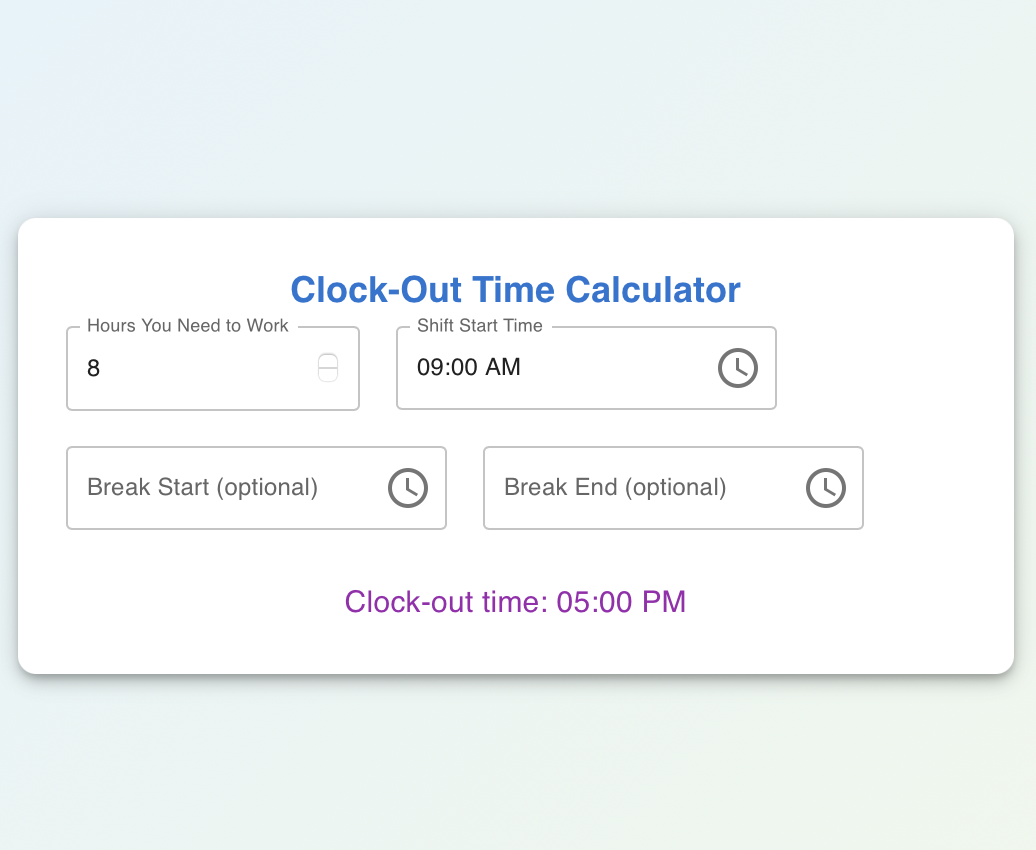 Clock-Out Time Calculator
Hours You Need to Work
8
Shift Start Time
09:00 AM
Break Start (optional)
Break End (optional)
Clock-out time: 05:00 PM